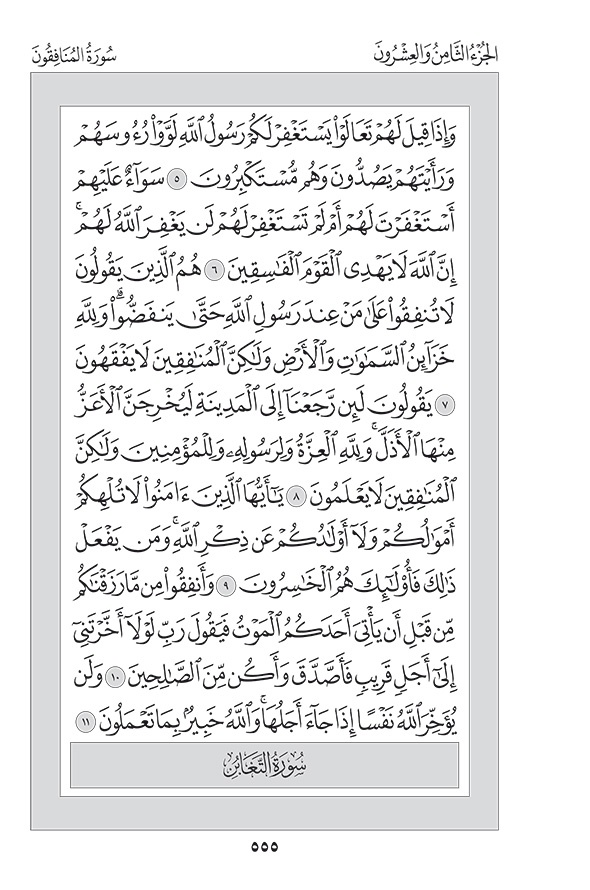 الجُزْءُ الثَّامِنُ وَالعِشْرُونَ
سُورَةُ المُنَافِقُونَ
وَإِذَا قِيلَ لَهُمْ تَعَالَوْا۟ يَسْتَغْفِرْ لَكُمْ رَسُولُ ٱللَّهِ لَوَّوْا۟ رُءُوسَهُمْ
وَرَأَيْتَهُمْ يَصُدُّونَ وَهُم مُّسْتَكْبِرُونَ ٥ سَوَآءٌ عَلَيْهِمْ
أَسْتَغْفَرْتَ لَهُمْ أَمْ لَمْ تَسْتَغْفِرْ لَهُمْ لَن يَغْفِرَ ٱللَّهُ لَهُمْ ۚ
إِنَّ ٱللَّهَ لَا يَهْدِى ٱلْقَوْمَ ٱلْفَـٰسِقِينَ ٦ هُمُ ٱلَّذِينَ يَقُولُونَ
لَا تُنفِقُوا۟ عَلَىٰ مَنْ عِندَ رَسُولِ ٱللَّهِ حَتَّىٰ يَنفَضُّوا۟ ۗ وَلِلَّهِ
خَزَآئِنُ ٱلسَّمَـٰوَٰتِ وَٱلْأَرْضِ وَلَـٰكِنَّ ٱلْمُنَـٰفِقِينَ لَا يَفْقَهُونَ
٧ يَقُولُونَ لَئِن رَّجَعْنَآ إِلَى ٱلْمَدِينَةِ لَيُخْرِجَنَّ ٱلْأَعَزُّ
مِنْهَا ٱلْأَذَلَّ ۚ وَلِلَّهِ ٱلْعِزَّةُ وَلِرَسُولِهِۦ وَلِلْمُؤْمِنِينَ وَلَـٰكِنَّ
ٱلْمُنَـٰفِقِينَ لَا يَعْلَمُونَ ٨ يَـٰٓأَيُّهَا ٱلَّذِينَ ءَامَنُوا۟ لَا تُلْهِكُمْ
أَمْوَٰلُكُمْ وَلَآ أَوْلَـٰدُكُمْ عَن ذِكْرِ ٱللَّهِ ۚ وَمَن يَفْعَلْ
ذَٰلِكَ فَأُو۟لَـٰٓئِكَ هُمُ ٱلْخَـٰسِرُونَ ٩ وَأَنفِقُوا۟ مِن مَّا رَزَقْنَـٰكُم
مِّن قَبْلِ أَن يَأْتِىَ أَحَدَكُمُ ٱلْمَوْتُ فَيَقُولَ رَبِّ لَوْلَآ أَخَّرْتَنِىٓ
إِلَىٰٓ أَجَلٍ قَرِيبٍ فَأَصَّدَّقَ وَأَكُن مِّنَ ٱلصَّـٰلِحِينَ ١٠ وَلَن
يُؤَخِّرَ ٱللَّهُ نَفْسًا إِذَا جَآءَ أَجَلُهَا ۚ وَٱللَّهُ خَبِيرٌۢ بِمَا تَعْمَلُونَ ١١
سُورَةُ التَّغَابُنِ
٥٥٥